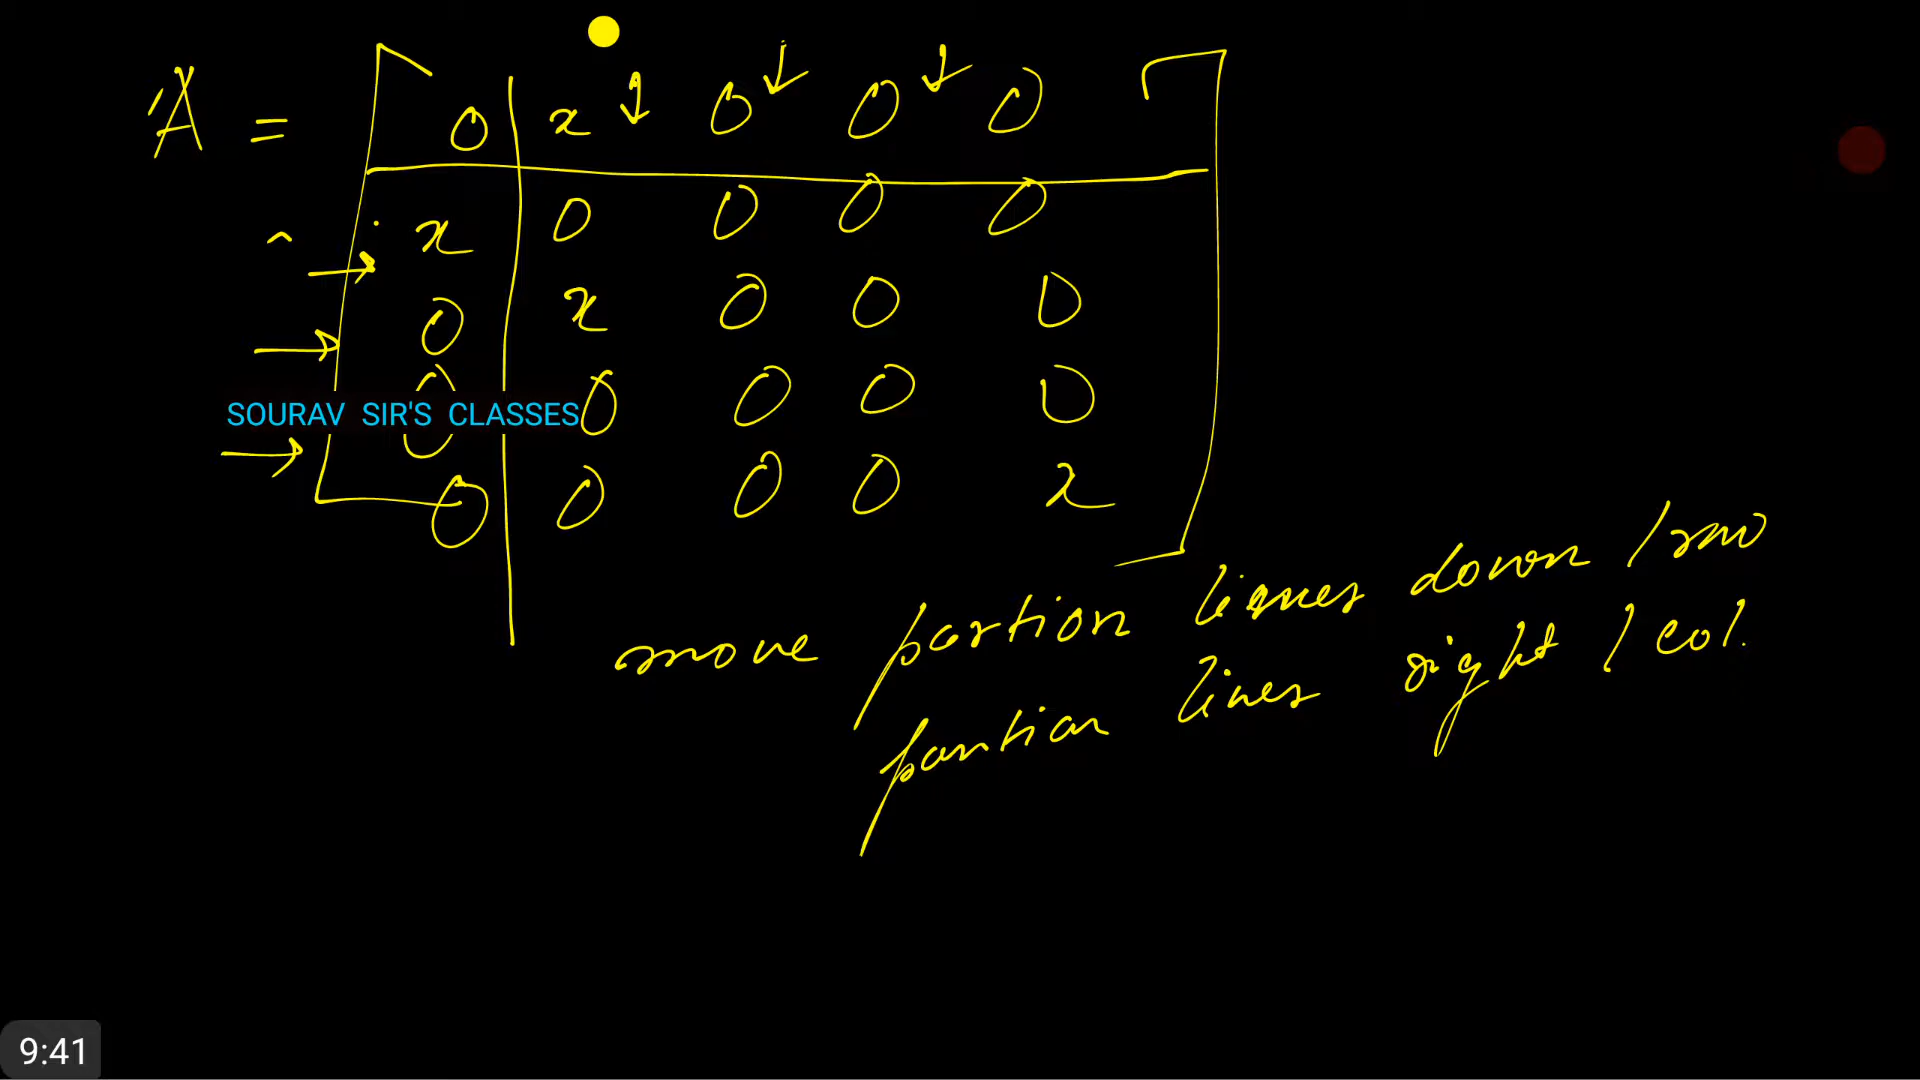 A = 0 x 0 0 0
x 0 0 0 0
0 x 0 0 0
0 0 0 0 0
SOURAV SIR'S CLASSES
0 0 0 0 x
move partion lines down / row
partion lines right / col.
9:41